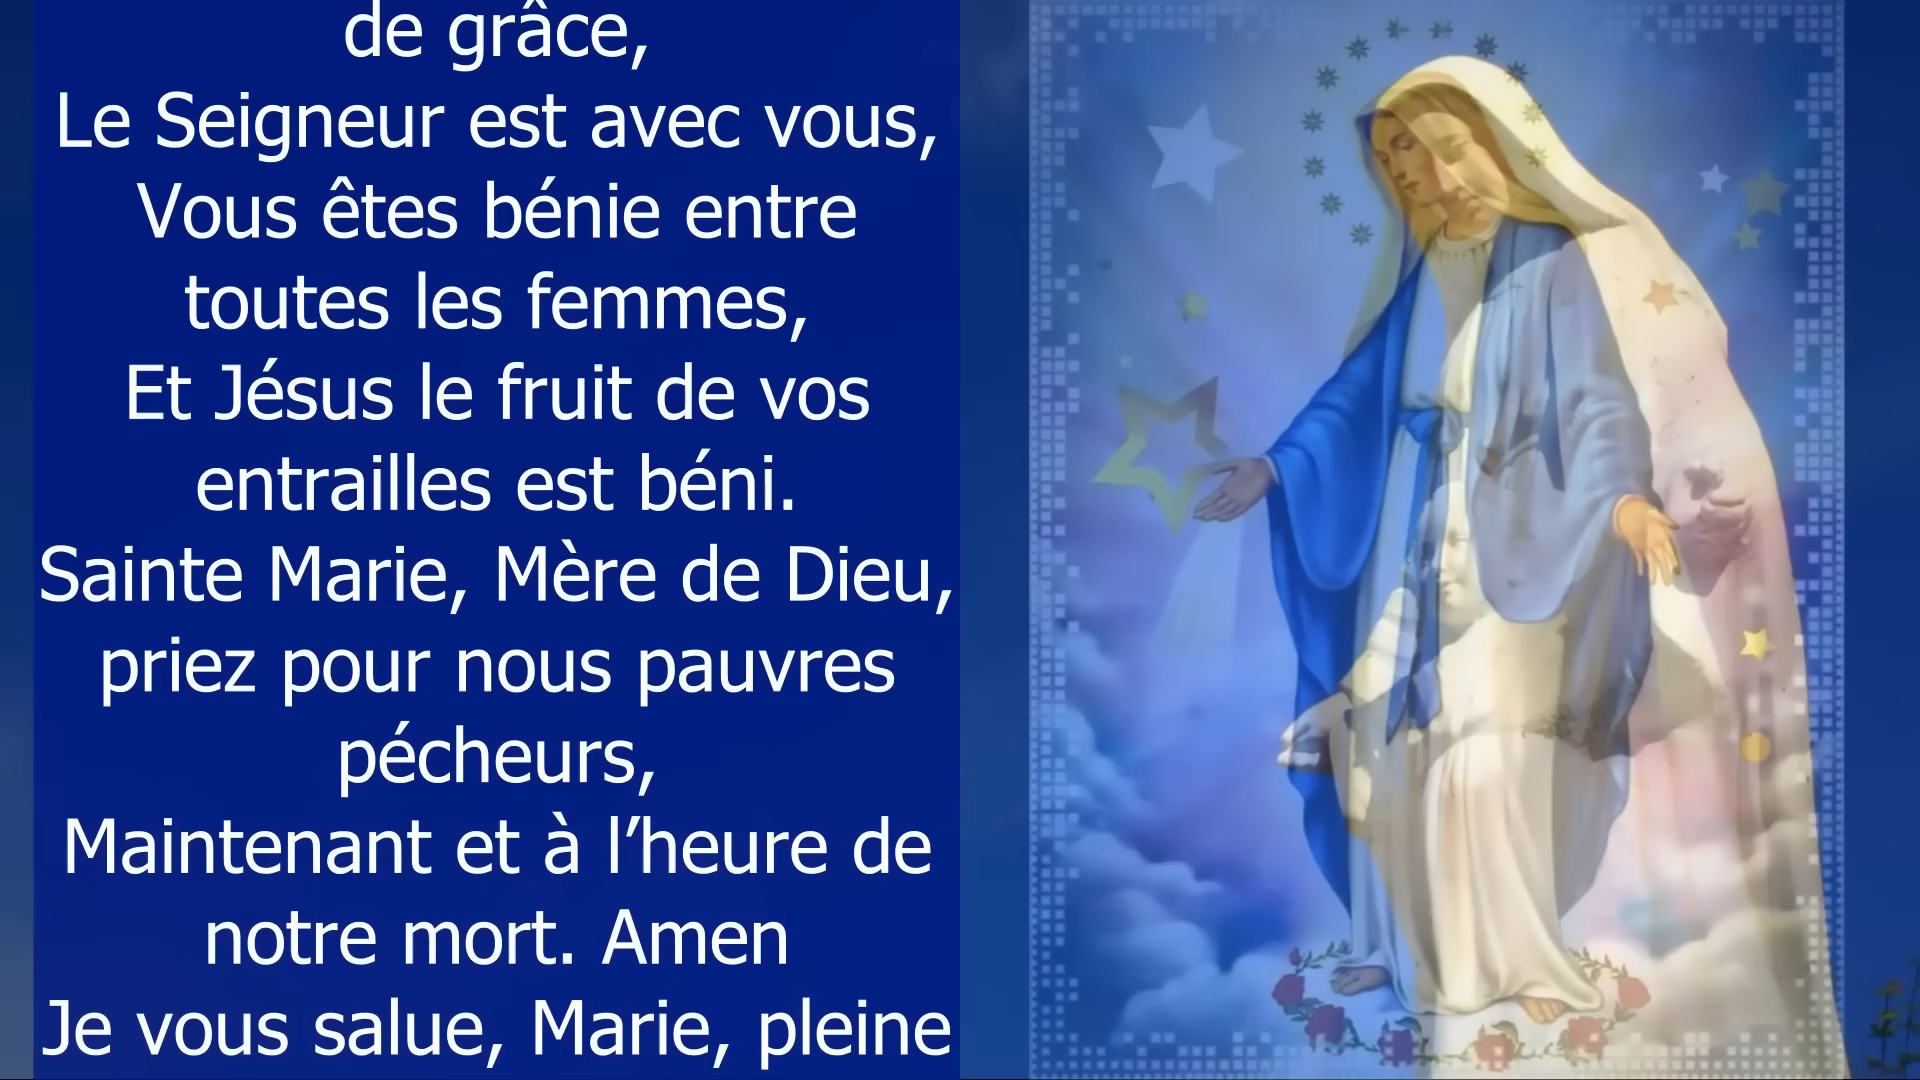 de grâce,
Le Seigneur est avec vous,
Vous êtes bénie entre
toutes les femmes,
Et Jésus le fruit de vos
entrailles est béni.
Sainte Marie, Mère de Dieu,
priez pour nous pauvres
pécheurs,
Maintenant et à l’heure de
notre mort. Amen
Je vous salue, Marie, pleine